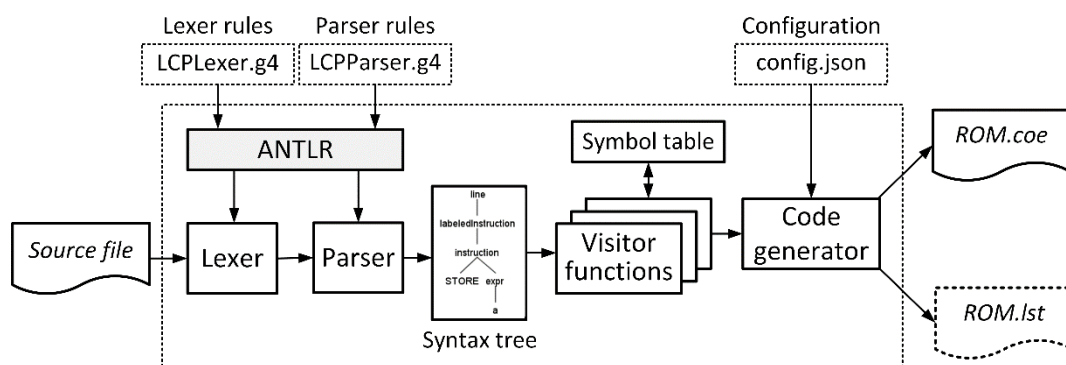 Lexer rules
Parser rules
Configuration
LCPLexer.g4
LCPParser.g4
config.json
ANTLR
Symbol table
ROM.coe
Source file
Lexer
Parser
line
labeledInstruction
instruction
STORE expr
a
Syntax tree
Visitor
functions
Code
generator
ROM.lst